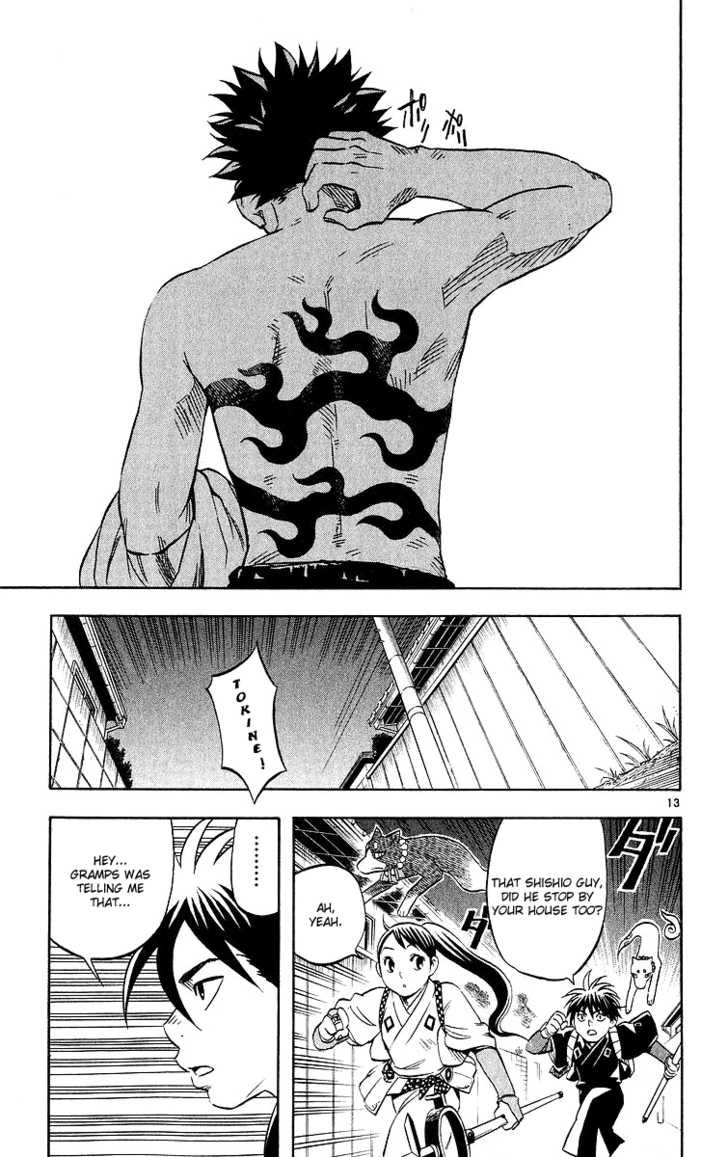 ポリ
ポリ
TOKINE!
13
ダ
ダ
THAT SHISHIO GUY,
DID HE STOP BY
YOUR HOUSE TOO?
AH,
YEAH.
.........
HEY...
GRAMPS WAS
TELLING ME
THAT...